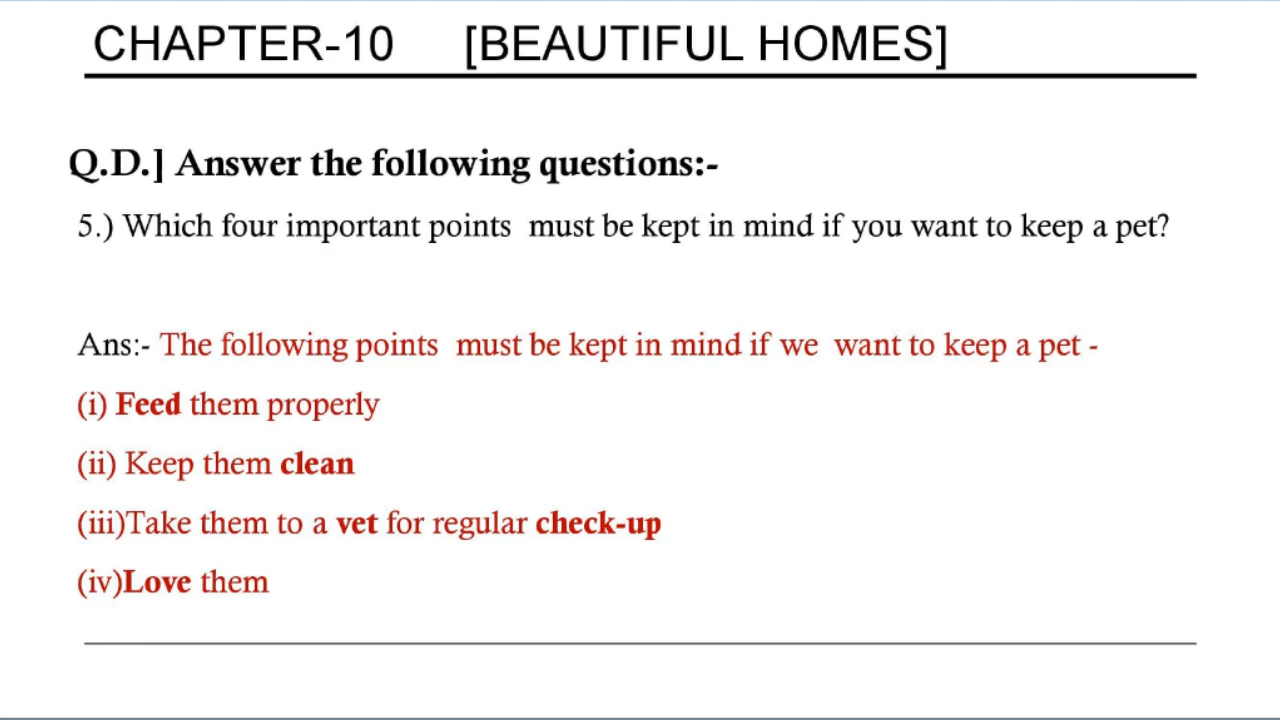 CHAPTER-10 [BEAUTIFUL HOMES]
Q.D.] Answer the following questions:-
5.) Which four important points must be kept in mind if you want to keep a pet?
Ans:- The following points must be kept in mind if we want to keep a pet -
(i) Feed them properly
(ii) Keep them clean
(iii)Take them to a vet for regular check-up
(iv)Love them